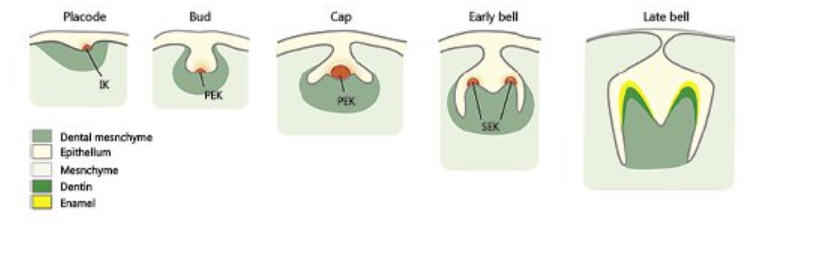 Placode
Bud
Cap
Early bell
Late bell
IK
PEK
PEK
SEK
Dental mesnchyme
Epithellum
Mesnchyme
Dentin
Enamel